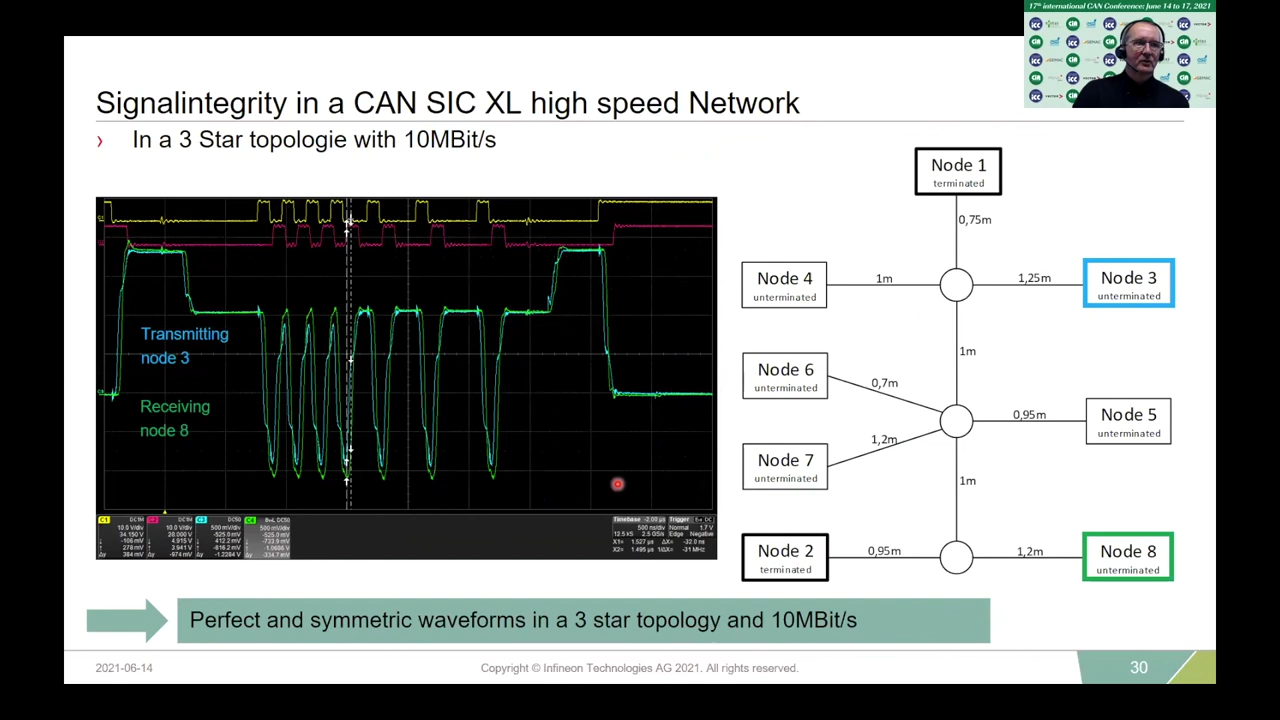 17th international CAN Conference: June 14 to 17, 2021
Signalintegrity in a CAN SIC XL high speed Network
› In a 3 Star topologie with 10MBit/s
Transmitting
node 3
Receiving
node 8
Node 1
terminated
0,75m
Node 4
unterminated
1m
1,25m
Node 3
unterminated
1m
Node 6
unterminated
0,7m
0,95m
Node 5
unterminated
Node 7
unterminated
1,2m
1m
Node 2
terminated
0,95m
1,2m
Node 8
unterminated
Perfect and symmetric waveforms in a 3 star topology and 10MBit/s
2021-06-14
Copyright © Infineon Technologies AG 2021. All rights reserved.
30